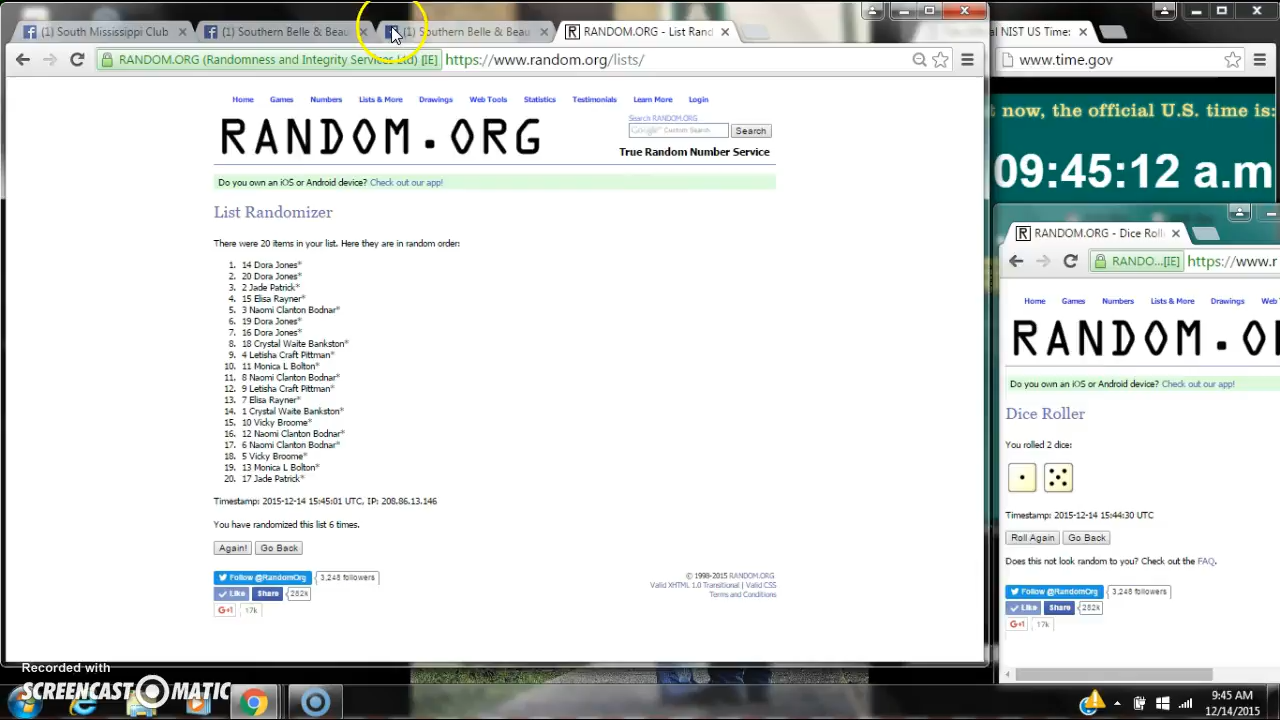 (1) South Mississippi Club
(1) Southern Belle & Beau
(1) Southern Belle & Beau
RANDOM.ORG - List Rand
NIST US Time:
RANDOM.ORG (Randomness and Integrity Services Ltd) [IE]
https://www.random.org/lists/
www.time.gov
Home Games Numbers Lists & More Drawings Web Tools Statistics Testimonials Learn More Login
RANDOM.ORG
Search RANDOM.ORG
Google Custom Search
Search
True Random Number Service
Do you own an iOS or Android device? Check out our app!
List Randomizer
There were 20 items in your list. Here they are in random order:
1. 14 Dora Jones*
2. 20 Dora Jones*
3. 2 Jade Patrick*
4. 15 Elisa Rayner*
5. 3 Naomi Clanton Bodnar*
6. 19 Dora Jones*
7. 16 Dora Jones*
8. 18 Crystal Waite Bankston*
9. 4 Letisha Craft Pittman*
10. 11 Monica L Bolton*
11. 8 Naomi Clanton Bodnar*
12. 9 Letisha Craft Pittman*
13. 7 Elisa Rayner*
14. 1 Crystal Waite Bankston*
15. 10 Vicky Broome*
16. 12 Naomi Clanton Bodnar*
17. 6 Naomi Clanton Bodnar*
18. 5 Vicky Broome*
19. 13 Monica L Bolton*
20. 17 Jade Patrick*
Timestamp: 2015-12-14 15:45:01 UTC, IP: 208.86.13.146
You have randomized this list 6 times.
Again! Go Back
Follow @RandomOrg 3,248 followers
Like Share 282k
G+1 17k
© 1998-2015 RANDOM.ORG
Valid XHTML 1.0 Transitional | Valid CSS
Terms and Conditions
t now, the official U.S. time is:
09:45:12 a.m
RANDOM.ORG - Dice Roll
RANDO...[IE] https://www.r
Home Games Numbers Lists & More Drawings Web
RANDOM.O
Do you own an iOS or Android device? Check out our app!
Dice Roller
You rolled 2 dice:
Timestamp: 2015-12-14 15:44:30 UTC
Roll Again Go Back
Does this not look random to you? Check out the FAQ.
Follow @RandomOrg 3,248 followers
Like Share 282k
G+1 17k
Recorded with
SCREENCAST-O-MATIC
9:45 AM
12/14/2015